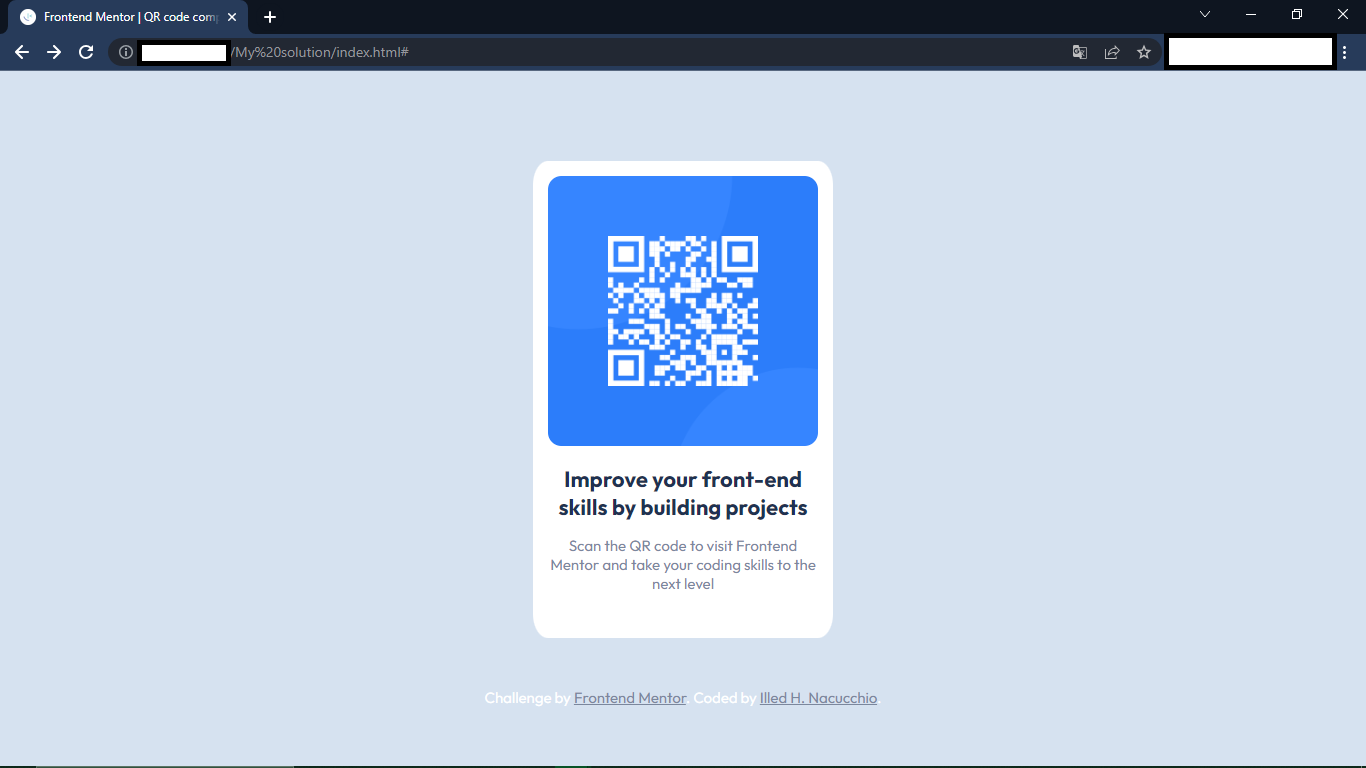 Frontend Mentor | QR code com
/My%20solution/index.html#
Improve your front-end
skills by building projects
Scan the QR code to visit Frontend
Mentor and take your coding skills to the
next level
Challenge by Frontend Mentor. Coded by Illed H. Nacucchio.